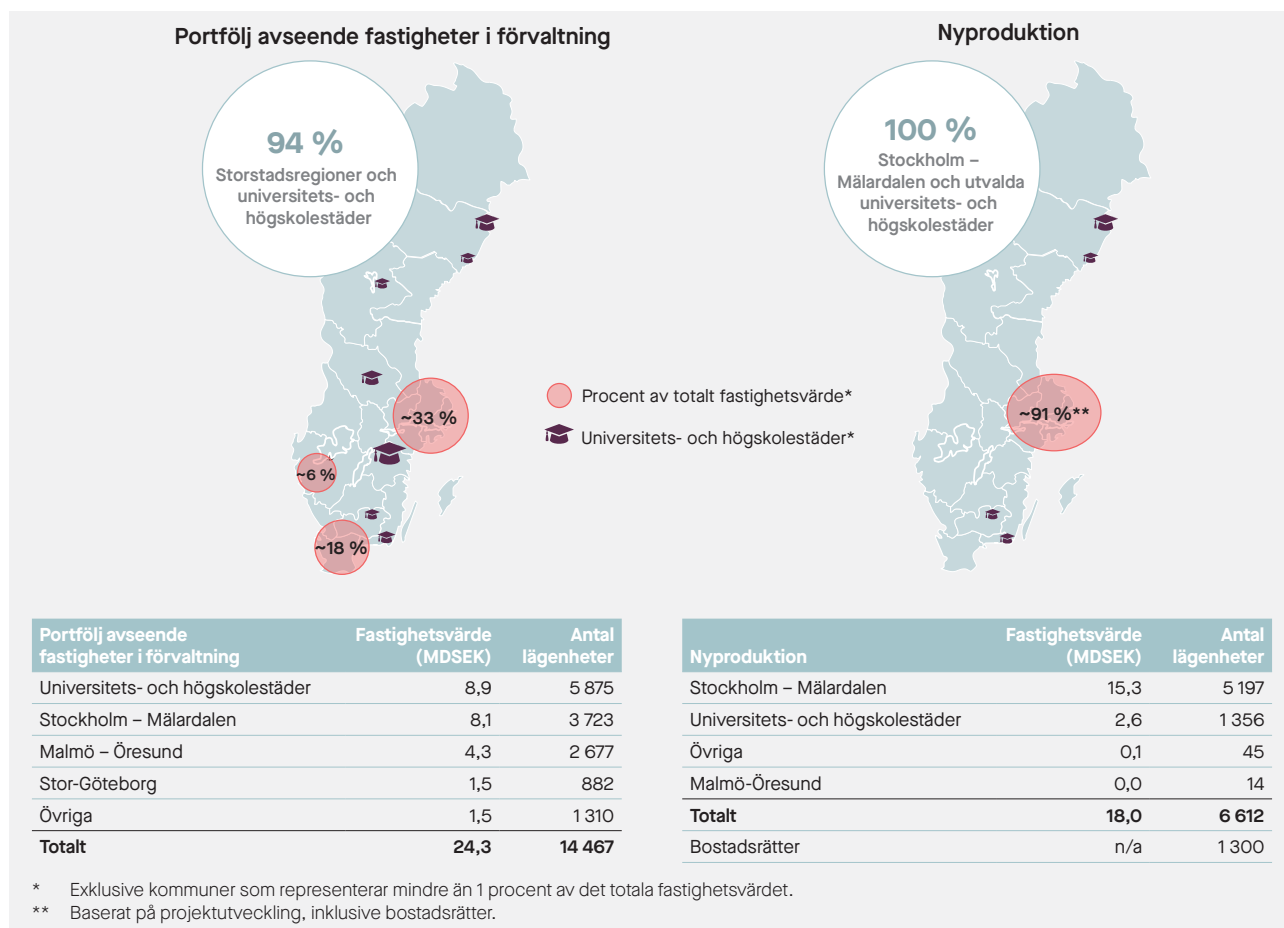 Portfölj avseende fastigheter i förvaltning
94 %
Storstadsregioner och
universitets- och
högskolestäder
~33 %
~6 %
~18 %
Procent av totalt fastighetsvärde*
Universitets- och högskolestäder*
Nyproduktion
100 %
Stockholm –
Mälardalen och utvalda
universitets- och
högskolestäder
~91 %**
Portfölj avseende
fastigheter i förvaltning
Fastighetsvärde
(MDSEK)
Antal
lägenheter
Universitets- och högskolestäder 8,9 5 875
Stockholm – Mälardalen 8,1 3 723
Malmö – Öresund 4,3 2 677
Stor-Göteborg 1,5 882
Övriga 1,5 1 310
Totalt 24,3 14 467
Nyproduktion
Fastighetsvärde
(MDSEK)
Antal
lägenheter
Stockholm – Mälardalen 15,3 5 197
Universitets- och högskolestäder 2,6 1 356
Övriga 0,1 45
Malmö-Öresund 0,0 14
Totalt 18,0 6 612
Bostadsrätter n/a 1 300
* Exklusive kommuner som representerar mindre än 1 procent av det totala fastighetsvärdet.
** Baserat på projektutveckling, inklusive bostadsrätter.